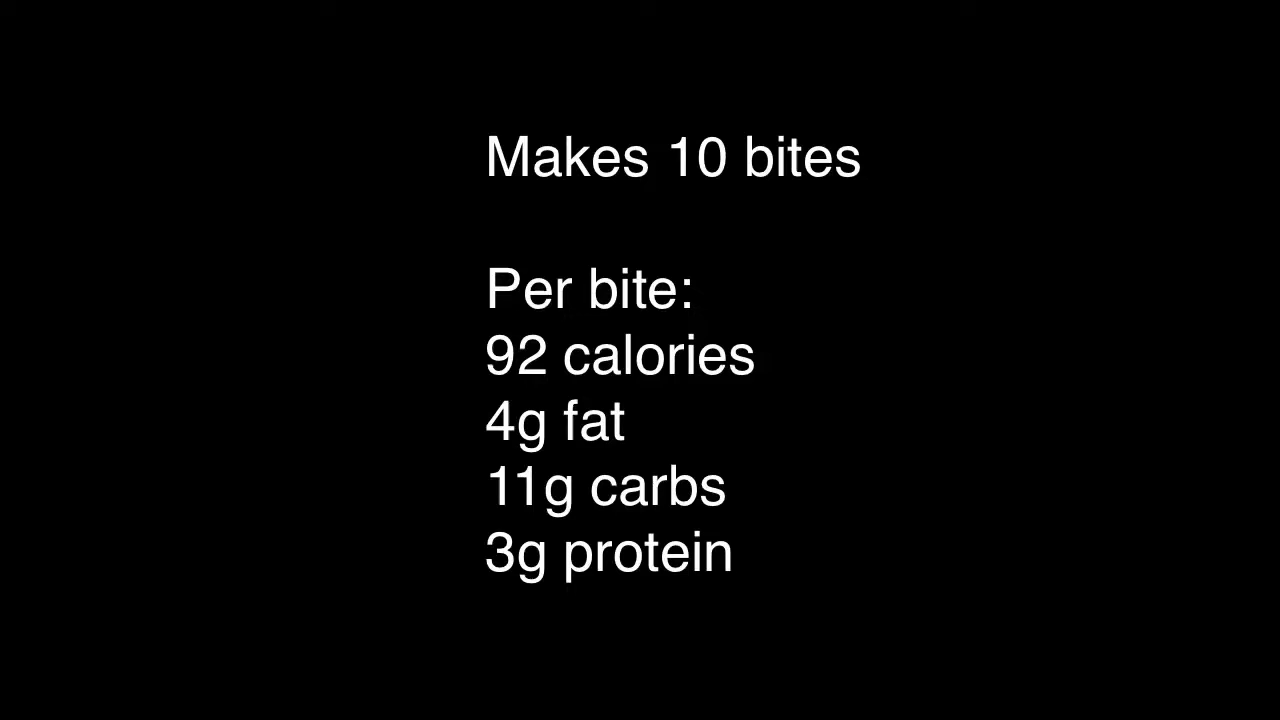 Makes 10 bites
Per bite:
92 calories
4g fat
11g carbs
3g protein